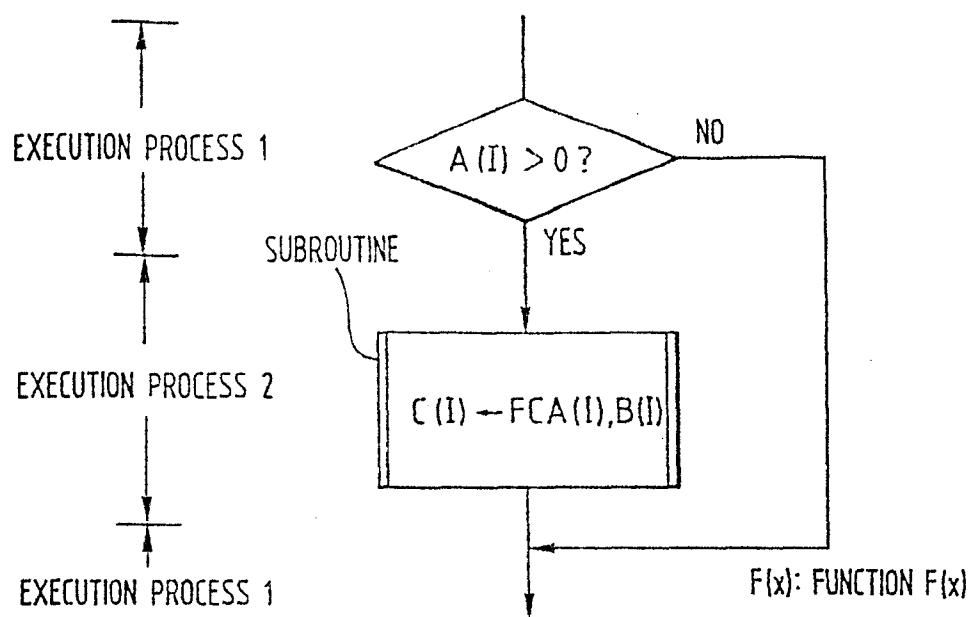 EXECUTION PROCESS 1
A(I) > 0 ?
NO
YES
SUBROUTINE
EXECUTION PROCESS 2
C(I) ← FCA(I),B(I)
EXECUTION PROCESS 1
F(x): FUNCTION F(x)